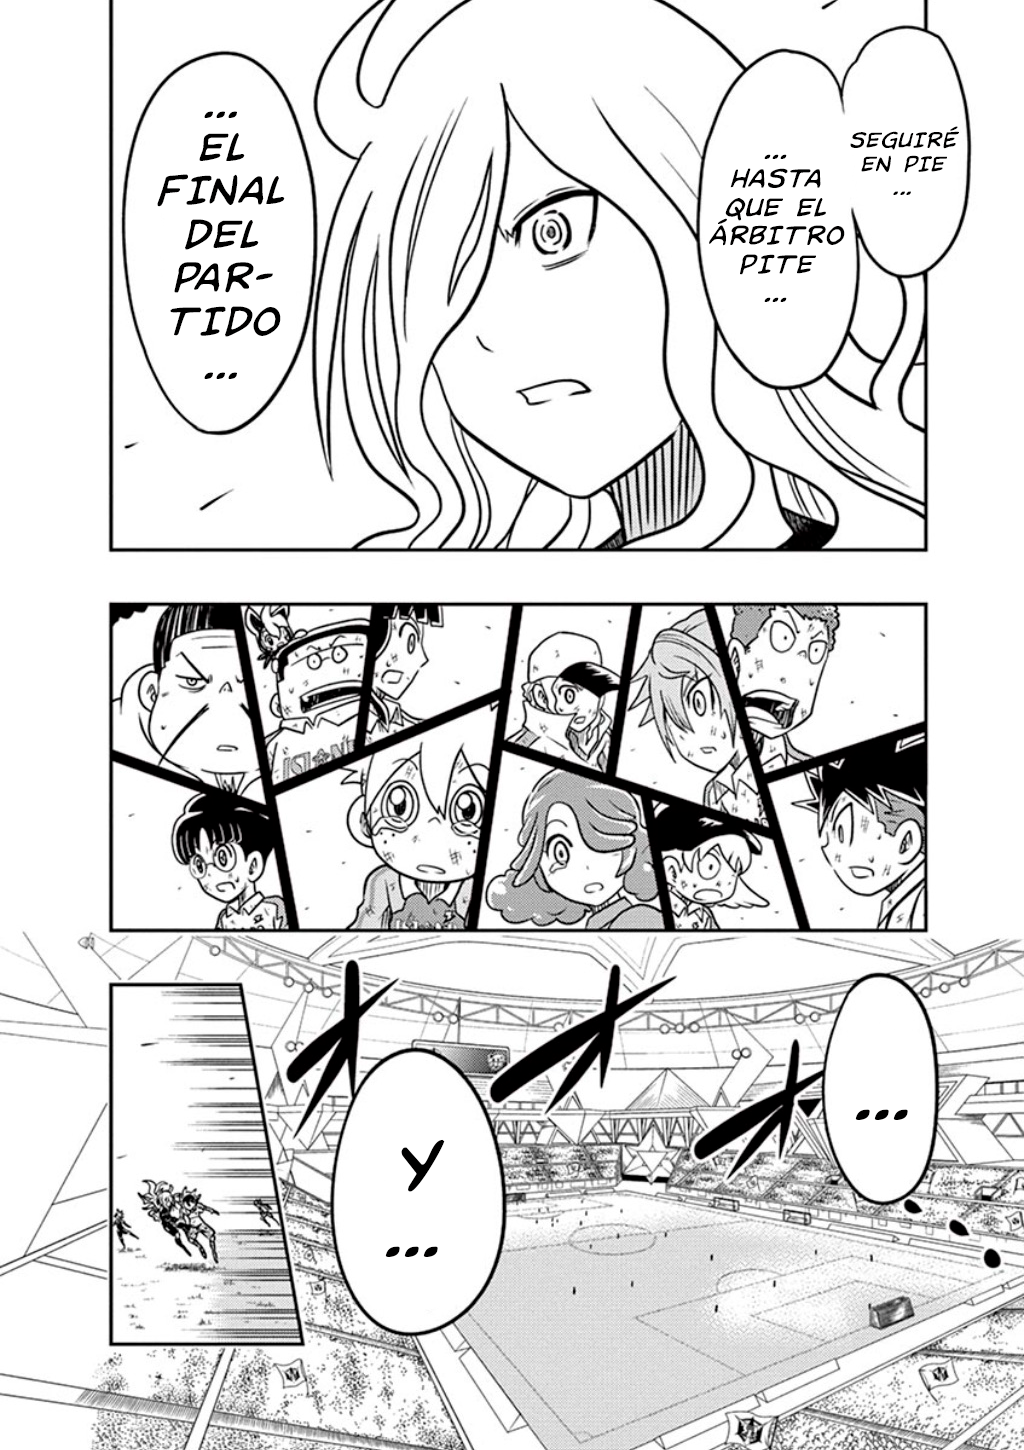 SEGUIRÉ
EN PIE
...
...
HASTA
QUE EL
ÁRBITRO
PITE
...
...
EL
FINAL
DEL
PAR-
TIDO
...
...
Y
...